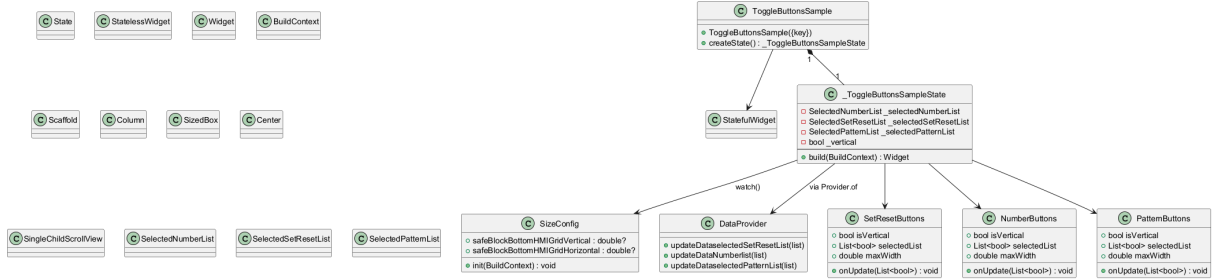 C State
C StatelessWidget
C Widget
C BuildContext
C ToggleButtonsSample
ToggleButtonsSample({key})
createState() : _ToggleButtonsSampleState
1
1
C Scaffold
C Column
C SizedBox
C Center
C StatefulWidget
C _ToggleButtonsSampleState
SelectedNumberList _selectedNumberList
SelectedSetResetList _selectedSetResetList
SelectedPatternList _selectedPatternList
bool _vertical
build(BuildContext) : Widget
watch()
via Provider.of
C SingleChildScrollView
C SelectedNumberList
C SelectedSetResetList
C SelectedPatternList
C SizeConfig
safeBlockBottomHMIGridVertical : double?
safeBlockBottomHMIGridHorizontal : double?
init(BuildContext) : void
C DataProvider
updateDataselectedSetResetList(list)
updateDataNumberlist(list)
updateDataselectedPatternList(list)
C SetResetButtons
bool isVertical
List<bool> selectedList
double maxWidth
onUpdate(List<bool>) : void
C NumberButtons
bool isVertical
List<bool> selectedList
double maxWidth
onUpdate(List<bool>) : void
C PatternButtons
bool isVertical
List<bool> selectedList
double maxWidth
onUpdate(List<bool>) : void